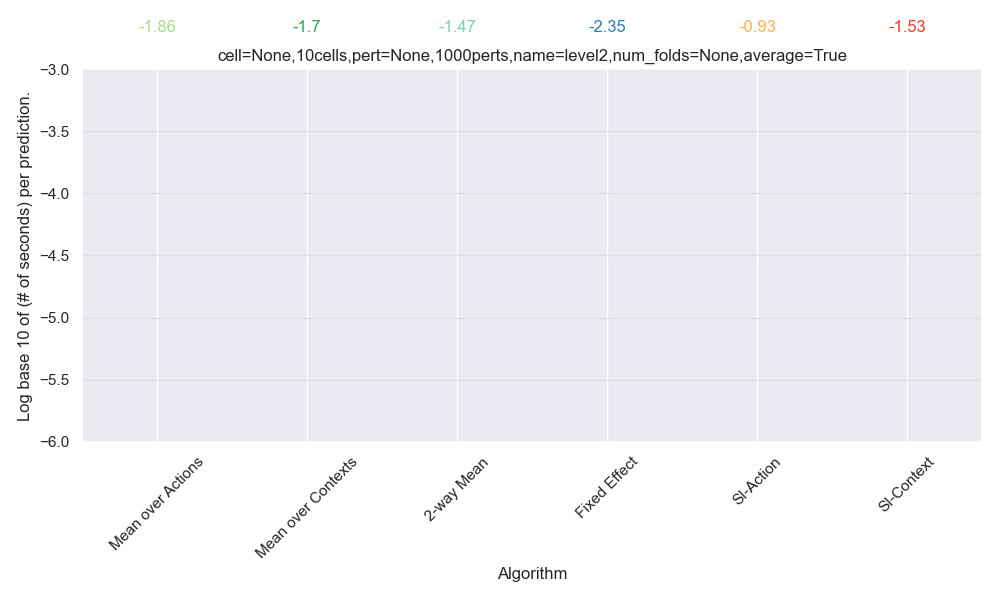 -1.86 -1.7 -1.47 -2.35 -0.93 -1.53
cell=None,10cells,pert=None,1000perts,name=level2,num_folds=None,average=True
Log base 10 of (# of seconds) per prediction.
−3.0
−3.5
−4.0
−4.5
−5.0
−5.5
−6.0
Mean over Actions
Mean over Contexts
2-way Mean
Fixed Effect
SI-Action
SI-Context
Algorithm